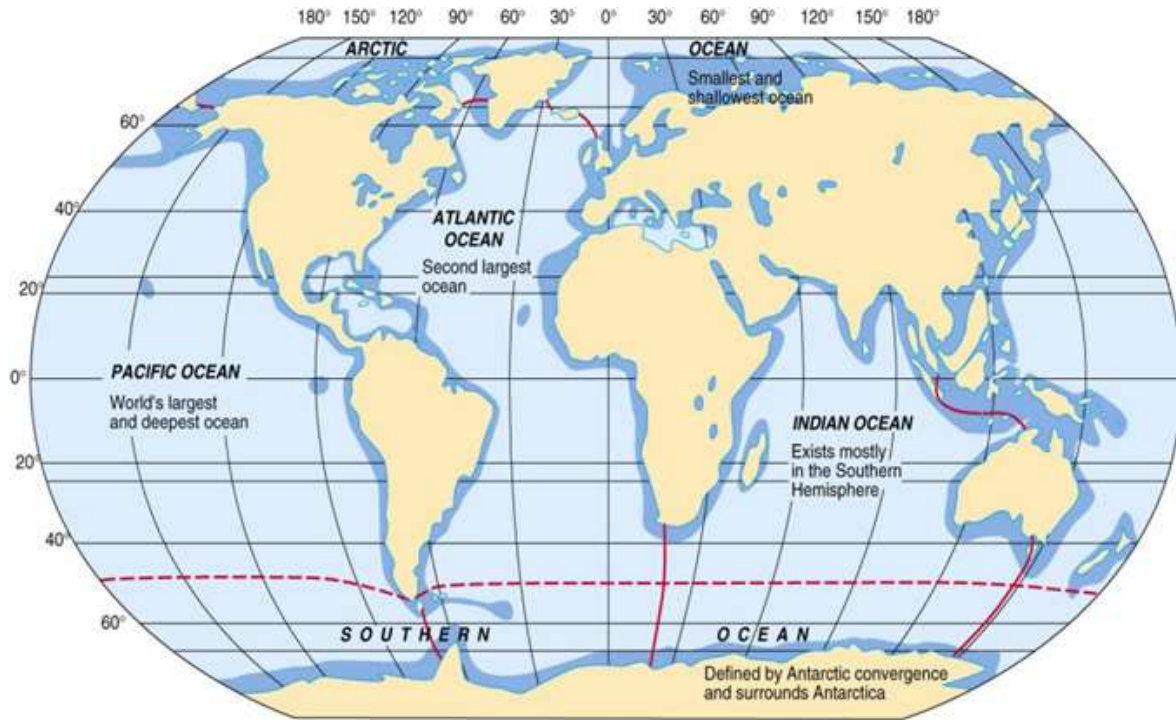 180° 150° 120° 90° 60° 30° 0° 30° 60° 90° 120° 150° 180°
ARCTIC OCEAN
Smallest and
shallowest ocean
60°
40°
ATLANTIC
OCEAN
Second largest
ocean
20°
PACIFIC OCEAN
World's largest
and deepest ocean
0°
INDIAN OCEAN
Exists mostly
in the Southern
Hemisphere
20°
40°
60°
SOUTHERN OCEAN
Defined by Antarctic convergence
and surrounds Antarctica